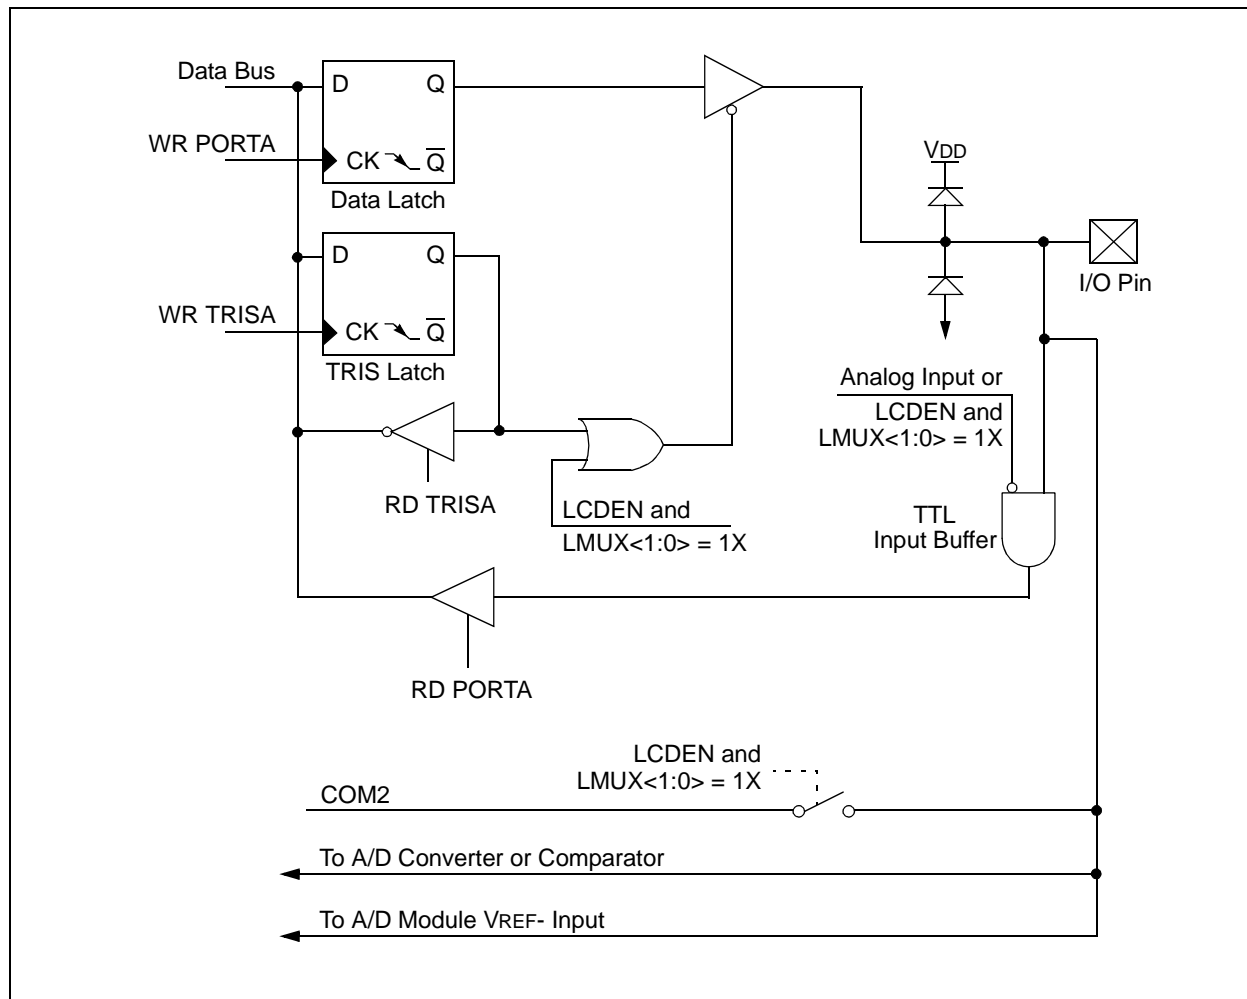 Data Bus
D
Q
WR PORTA
CK
Q̅
Data Latch
VDD
D
Q
I/O Pin
WR TRISA
CK
Q̅
TRIS Latch
Analog Input or
LCDEN and
LMUX<1:0> = 1X
RD TRISA
LCDEN and
LMUX<1:0> = 1X
TTL
Input Buffer
RD PORTA
LCDEN and
LMUX<1:0> = 1X
COM2
To A/D Converter or Comparator
To A/D Module VREF- Input